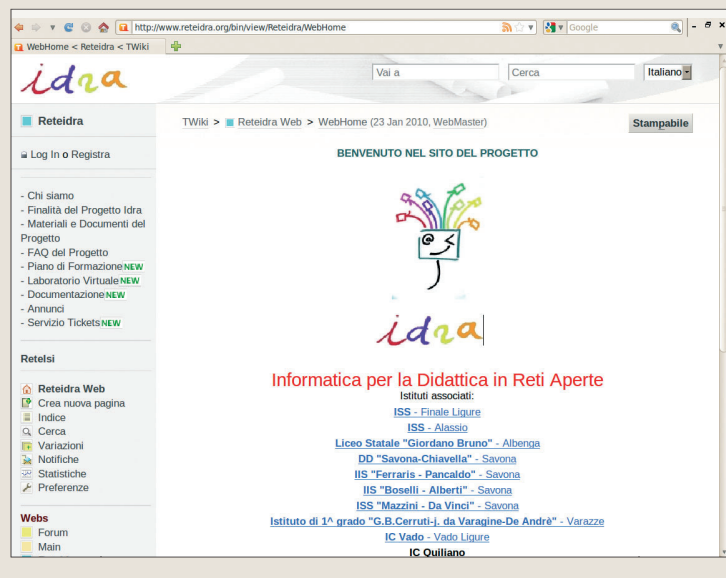 http://www.reteidra.org/bin/view/Reteidra/WebHome
Google
WebHome < Reteidra < TWiki
idra
Vai a
Cerca
Italiano
Reteidra
TWiki > Reteidra Web > WebHome (23 Jan 2010, WebMaster)
Stampabile
Log In o Registra
BENVENUTO NEL SITO DEL PROGETTO
- Chi siamo
- Finalità del Progetto Idra
- Materiali e Documenti del
Progetto
- FAQ del Progetto
- Piano di Formazione NEW
- Laboratorio Virtuale NEW
- Documentazione NEW
- Annunci
- Servizio Tickets NEW
Retelsi
Reteidra Web
Crea nuova pagina
Indice
Cerca
Variazioni
Notifiche
Statistiche
Preferenze
Webs
Forum
Main
idra
Informatica per la Didattica in Reti Aperte
Istituti associati:
ISS - Finale Ligure
ISS - Alassio
Liceo Statale "Giordano Bruno" - Albenga
DD "Savona-Chiavella" - Savona
IIS "Ferraris - Pancaldo" - Savona
IIS "Boselli - Alberti" - Savona
ISS "Mazzini - Da Vinci" - Savona
Istituto di 1^ grado "G.B.Cerruti-j. da Varagine-De Andrè" - Varazze
IC Vado - Vado Ligure
IC Quiliano